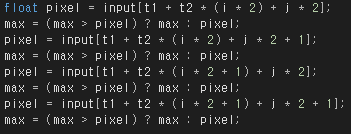 float pixel = input[t1 + t2 * (i * 2) + j * 2];
max = (max > pixel) ? max : pixel;
pixel = input[t1 + t2 * (i * 2) + j * 2 + 1];
max = (max > pixel) ? max : pixel;
pixel = input[t1 + t2 * (i * 2 + 1) + j * 2];
max = (max > pixel) ? max : pixel;
pixel = input[t1 + t2 * (i * 2 + 1) + j * 2 + 1];
max = (max > pixel) ? max : pixel;